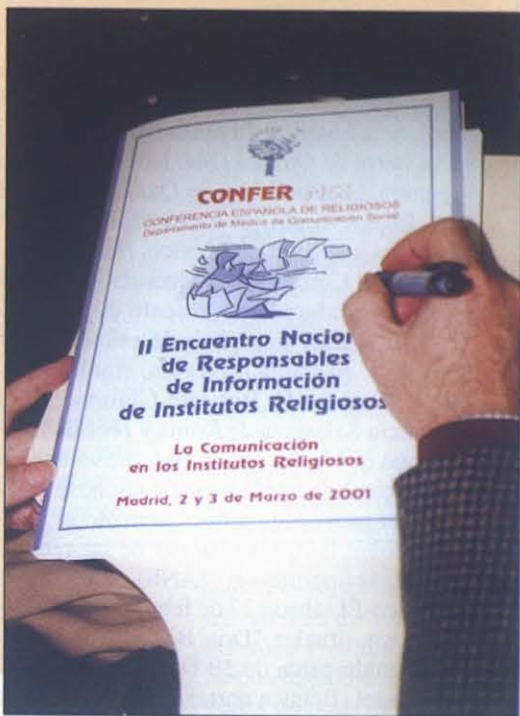 CONFER
CONFERENCIA ESPAÑOLA DE RELIGIOSOS
Departamento de Medios de Comunicación Social
II Encuentro Nacion
de Responsables
de Información
de Institutos Religiosos
La Comunicación
en los Institutos Religiosos
Madrid, 2 y 3 de Marzo de 2001